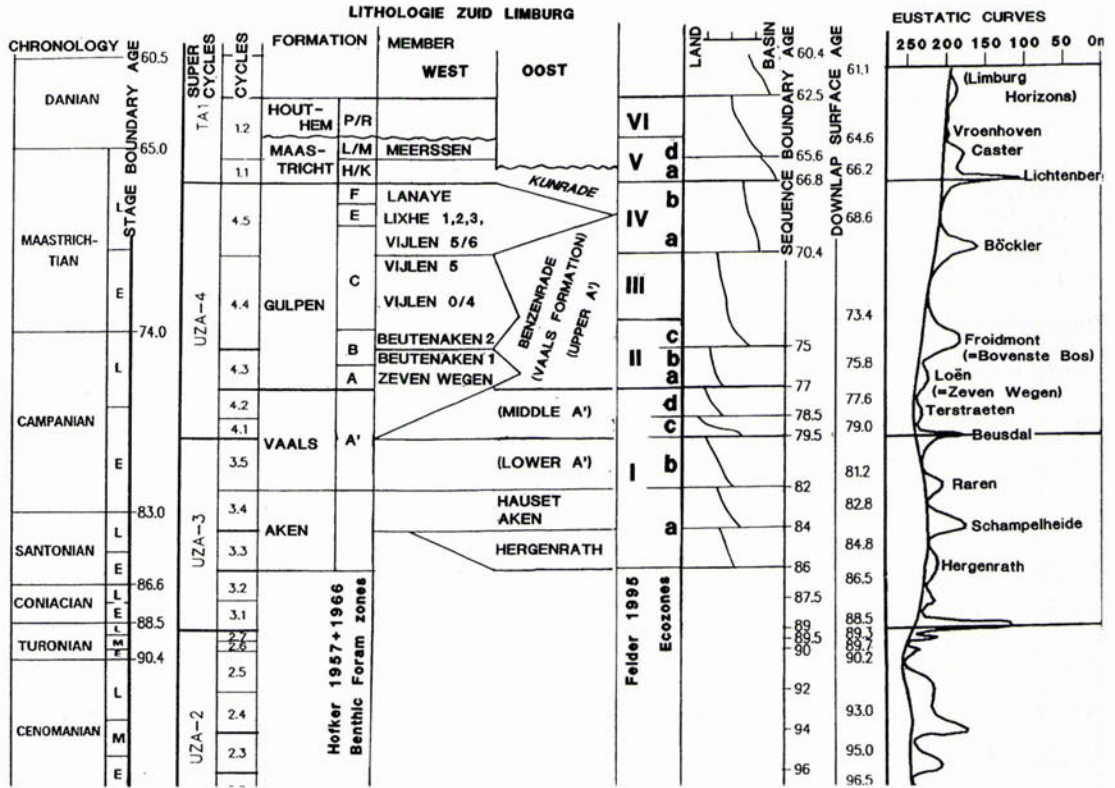 LITHOLOGIE ZUID LIMBURG
CHRONOLOGY
STAGE BOUNDARY AGE
SUPER CYCLES
CYCLES
FORMATION
MEMBER
WEST
OOST
LAND
BASIN
SEQUENCE BOUNDARY AGE
DOWNLAP SURFACE AGE
EUSTATIC CURVES
250 200 150 100 50 0m
DANIAN
MAASTRICH-
TIAN
L
E
CAMPANIAN
L
E
SANTONIAN
L
E
CONIACIAN
L
E
TURONIAN
L
M
E
CENOMANIAN
L
M
E
60.5
65.0
74.0
83.0
86.6
88.5
90.4
TA1
UZA-4
UZA-3
UZA-2
1.2
1.1
4.5
4.4
4.3
4.2
4.1
3.5
3.4
3.3
3.2
3.1
2.7
2.6
2.5
2.4
2.3
HOUT-
HEM
MAAS-
TRICHT
GULPEN
VAALS
AKEN
P/R
L/M
H/K
F
E
C
B
A
A'
Hofker 1957+1966
Benthic Foram zones
MEERSSEN
LANAYE
LIXHE 1,2,3,
VIJLEN 5/6
VIJLEN 5
VIJLEN 0/4
BEUTENAKEN 2
BEUTENAKEN 1
ZEVEN WEGEN
KUNRADE
BENZENRADE
(VAALS FORMATION)
(UPPER A')
(MIDDLE A')
(LOWER A')
HAUSET
AKEN
HERGENRATH
VI
V
d
a
IV
b
a
III
II
c
b
a
I
d
c
b
a
Felder 1995
Ecozones
60.4
62.5
65.6
66.8
70.4
75
77
78.5
79.5
82
84
86
87.5
89
89.5
90
92
94
96
61.1
64.6
66.2
68.6
73.4
75.8
77.6
79.0
81.2
82.8
84.8
86.5
88.5
89.3
89.7
90.2
93.0
95.0
96.5
(Limburg
Horizons)
Vroenhoven
Caster
Lichtenber
Böckler
Froidmont
(=Bovenste Bos)
Loën
(=Zeven Wegen)
Terstraeten
Beusdal
Raren
Schampelheide
Hergenrath